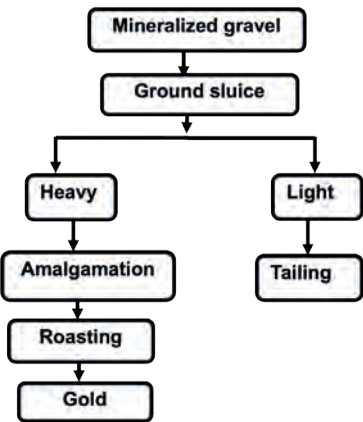 Mineralized gravel
Ground sluice
Heavy
Light
Amalgamation
Tailing
Roasting
Gold